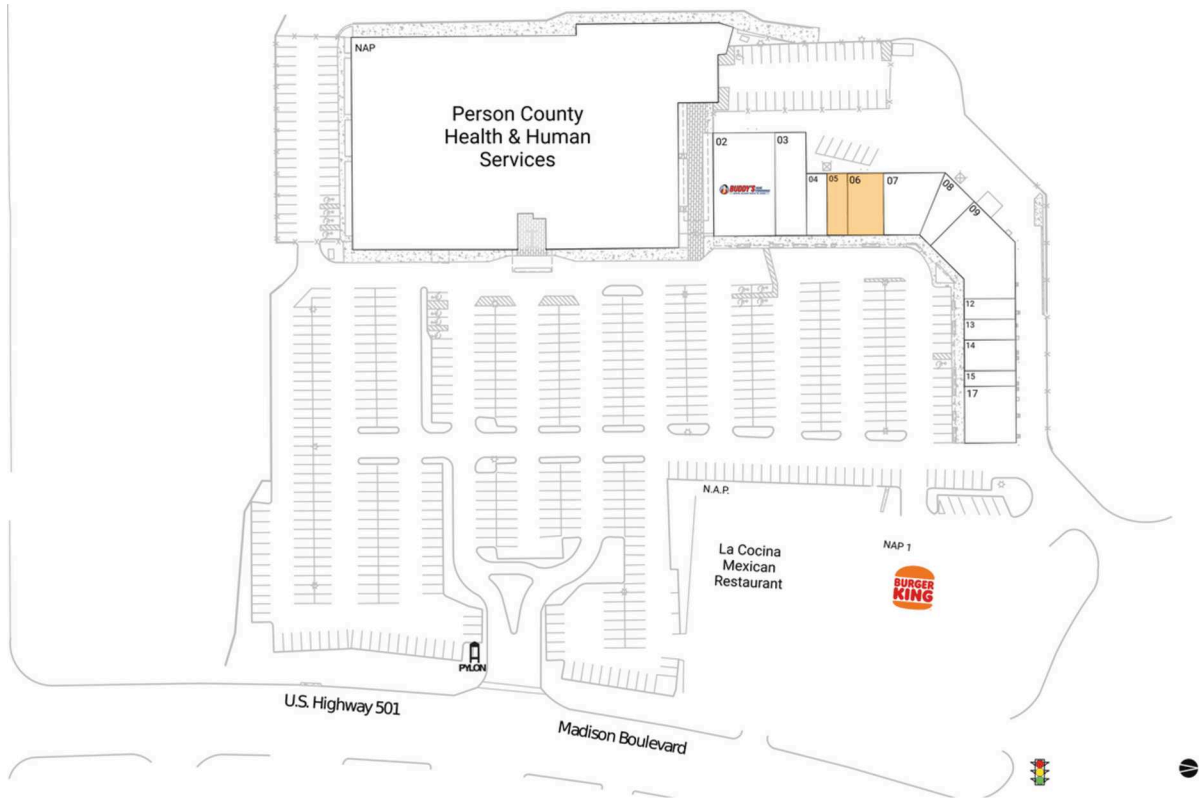 NAP
Person County
Health & Human
Services
02
03
BUDDY'S
04
05
06
07
08
09
12
13
14
15
17
N.A.P.
La Cocina
Mexican
Restaurant
NAP 1
BURGER
KING
PYLON
U.S. Highway 501
Madison Boulevard